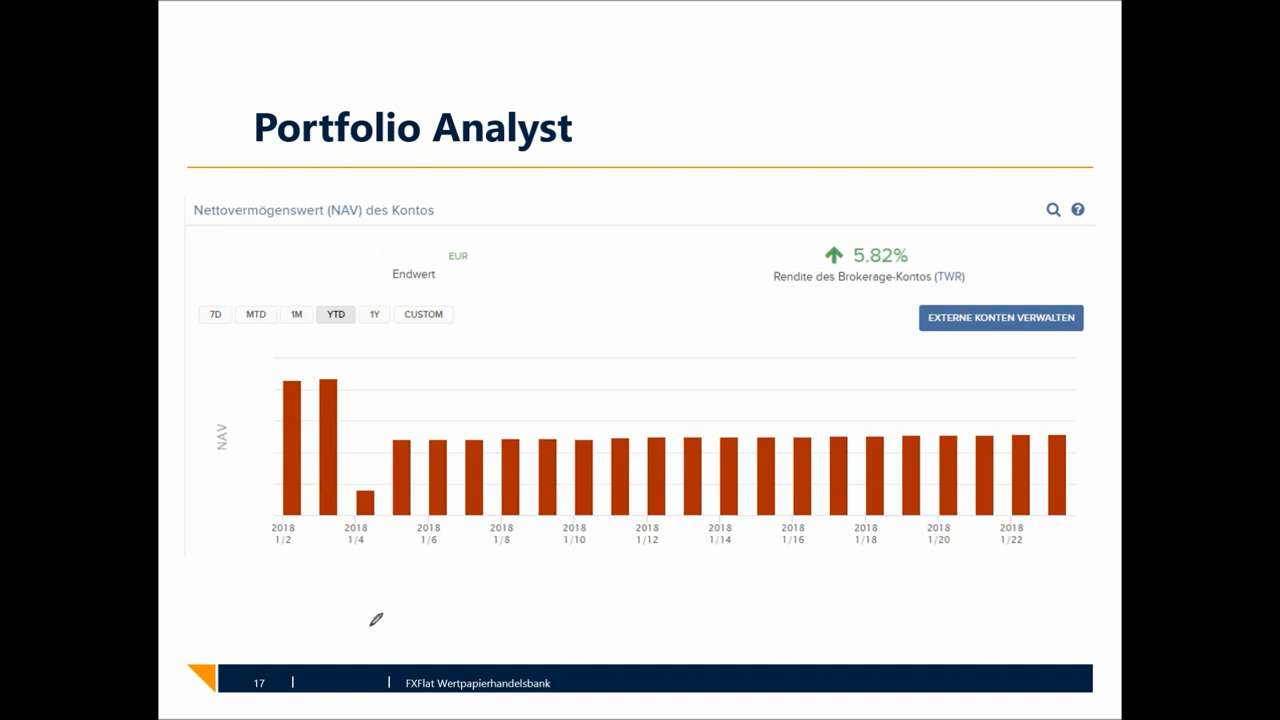 Portfolio Analyst
Nettovermögenswert (NAV) des Kontos
EUR
Endwert
5.82%
Rendite des Brokerage-Kontos (TWR)
7D MTD 1M YTD 1Y CUSTOM
EXTERNE KONTEN VERWALTEN
NAV
2018 2018 2018 2018 2018 2018 2018 2018 2018 2018 2018
1/2 1/4 1/6 1/8 1/10 1/12 1/14 1/16 1/18 1/20 1/22
17 | | FXFlat Wertpapierhandelsbank